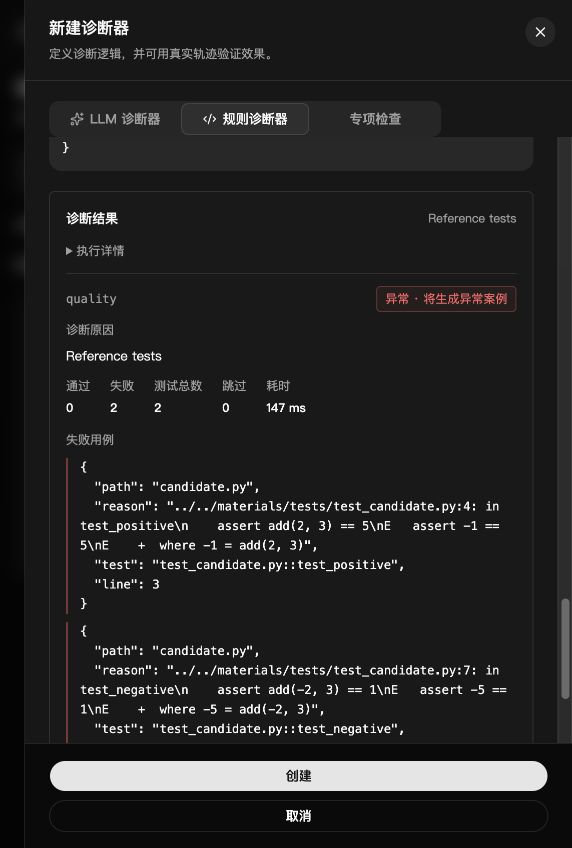 新建诊断器
定义诊断逻辑，并可用真实轨迹验证效果。
LLM 诊断器
</> 规则诊断器
专项检查
}
诊断结果
Reference tests
▶ 执行详情
quality
异常 · 将生成异常案例
诊断原因
Reference tests
通过 失败 测试总数 跳过 耗时
0 2 2 0 147 ms
失败用例
{
"path": "candidate.py",
"reason": "../../materials/tests/test_candidate.py:4: in
test_positive\n    assert add(2, 3) == 5\nE   assert -1 ==
5\nE    +  where -1 = add(2, 3)",
"test": "test_candidate.py::test_positive",
"line": 3
}
{
"path": "candidate.py",
"reason": "../../materials/tests/test_candidate.py:7: in
test_negative\n    assert add(-2, 3) == 1\nE   assert -5 ==
1\nE    +  where -5 = add(-2, 3)",
"test": "test_candidate.py::test_negative",
创建
取消